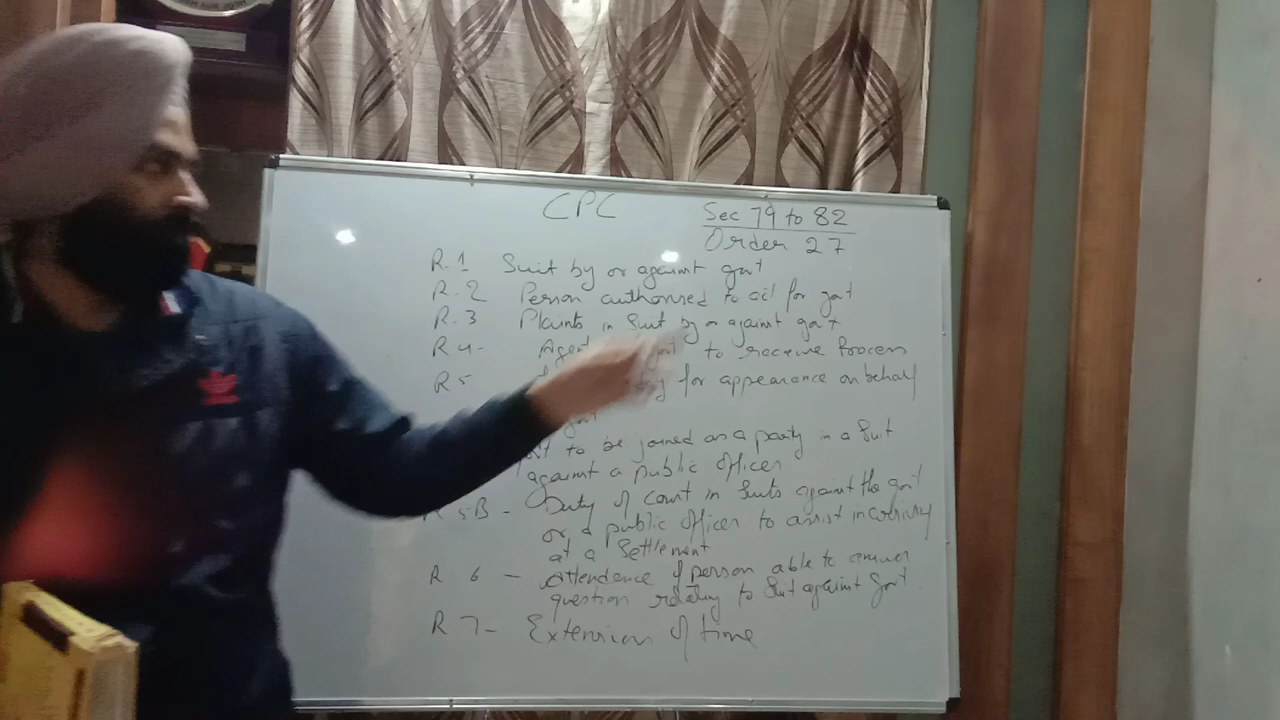 CPC
Sec 79 to 82
Order 27
R.1 Suit by or against govt
R.2 Person authorised to act for govt
R.3 Plaints in Suit by or against govt
R 4- Agent govt to receive Process
R 5 for appearance on behalf
govt
to be joined as a party in a Suit
against a public officer
R 5B - Duty of court in Suits against the govt
or a public officer to assist in arriving
at a Settlement
R 6 - attendence of person able to answer
question relating to Suit against Govt
R 7- Extension of time